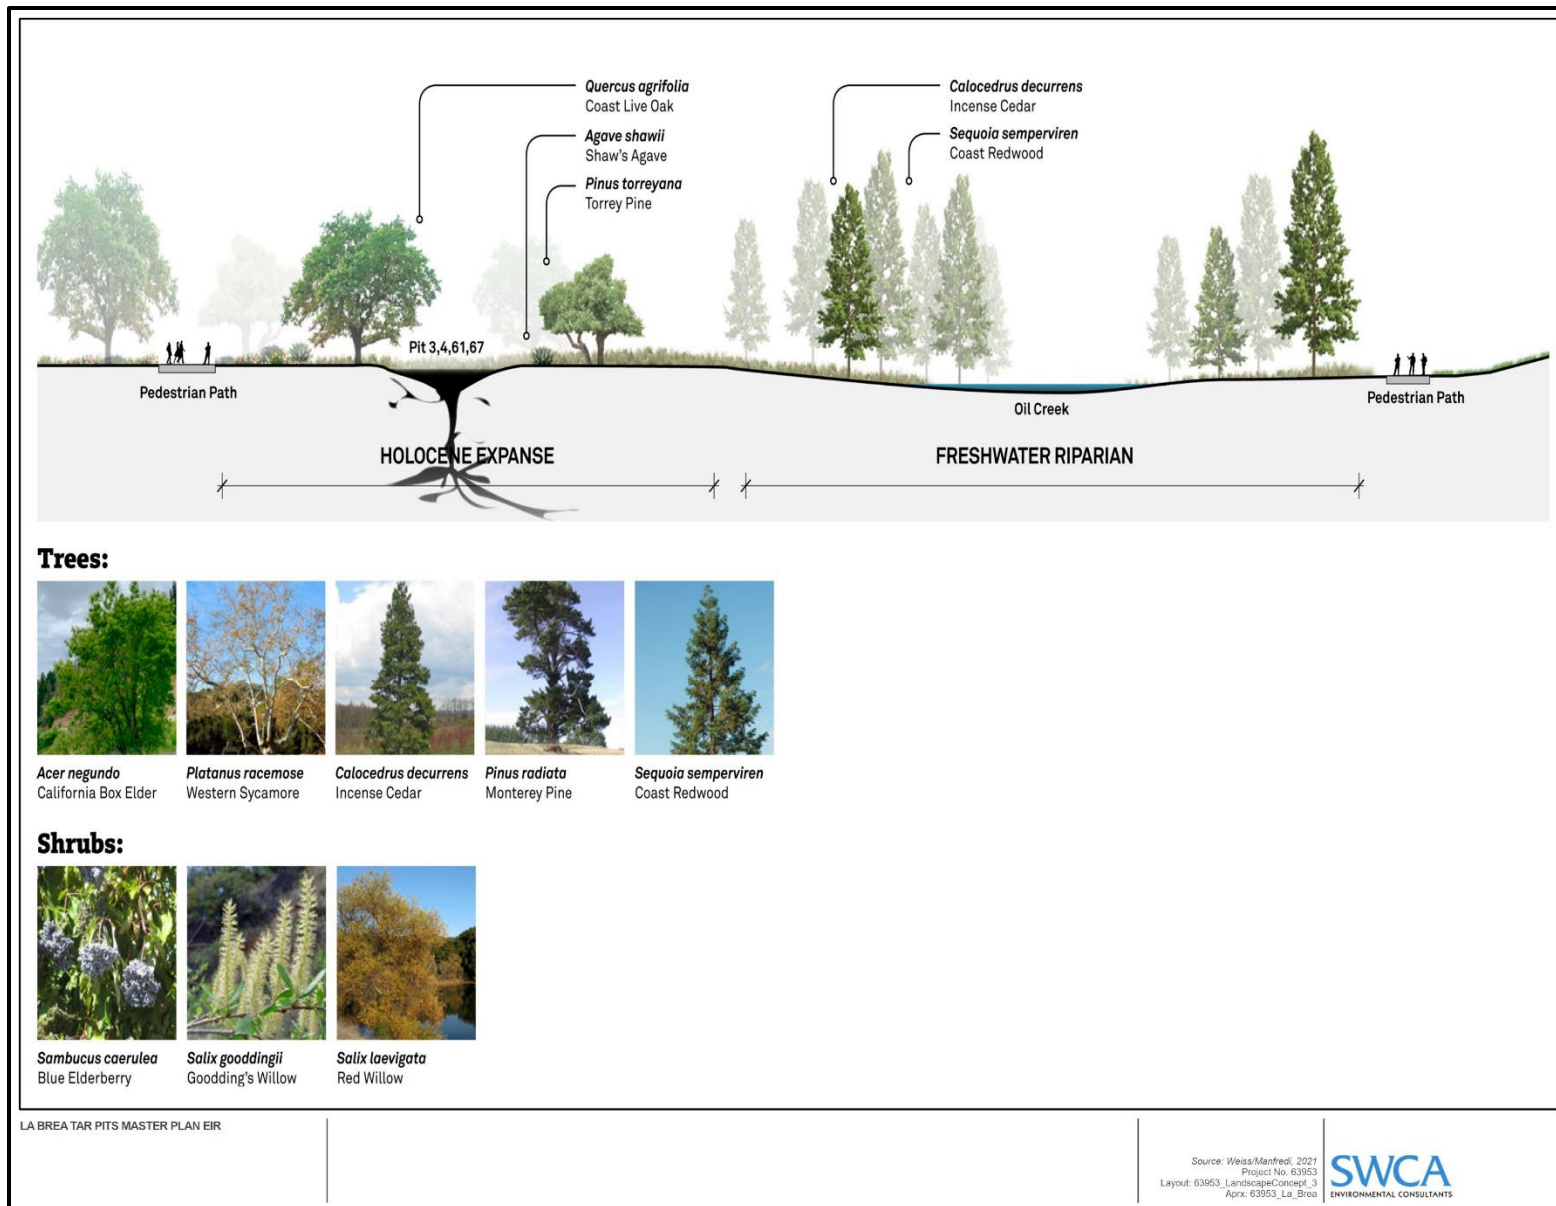 Quercus agrifolia
Coast Live Oak
Agave shawii
Shaw's Agave
Pinus torreyana
Torrey Pine
Calocedrus decurrens
Incense Cedar
Sequoia semperviren
Coast Redwood
Pit 3,4,61,67
Pedestrian Path
Oil Creek
Pedestrian Path
HOLOCENE EXPANSE
FRESHWATER RIPARIAN
Trees:
Acer negundo
California Box Elder
Platanus racemose
Western Sycamore
Calocedrus decurrens
Incense Cedar
Pinus radiata
Monterey Pine
Sequoia semperviren
Coast Redwood
Shrubs:
Sambucus caerulea
Blue Elderberry
Salix gooddingii
Goodding's Willow
Salix laevigata
Red Willow
LA BREA TAR PITS MASTER PLAN EIR
Source: Weiss/Manfredi, 2021
Project No. 63953
Layout: 63953_LandscapeConcept_3
Aprx: 63953_La_Brea
SWCA
ENVIRONMENTAL CONSULTANTS